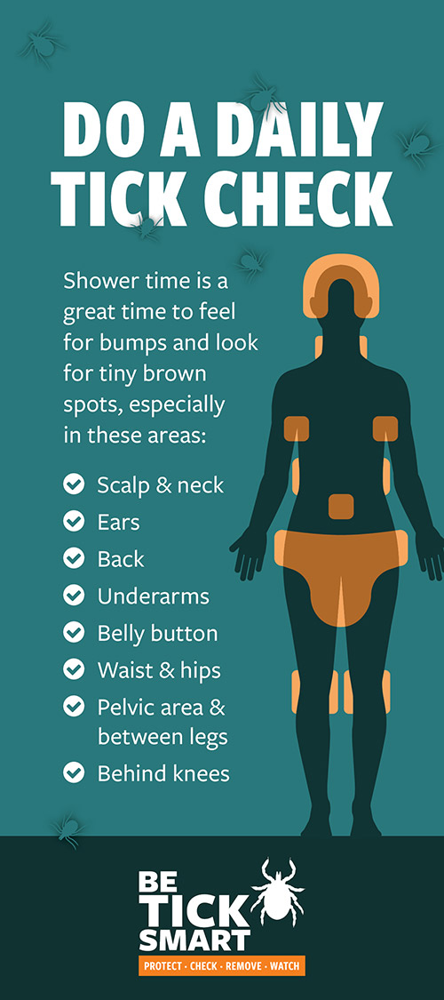 DO A DAILY
TICK CHECK
Shower time is a
great time to feel
for bumps and look
for tiny brown
spots, especially
in these areas:
Scalp & neck
Ears
Back
Underarms
Belly button
Waist & hips
Pelvic area &
between legs
Behind knees
BE
TICK
SMART
PROTECT · CHECK · REMOVE · WATCH